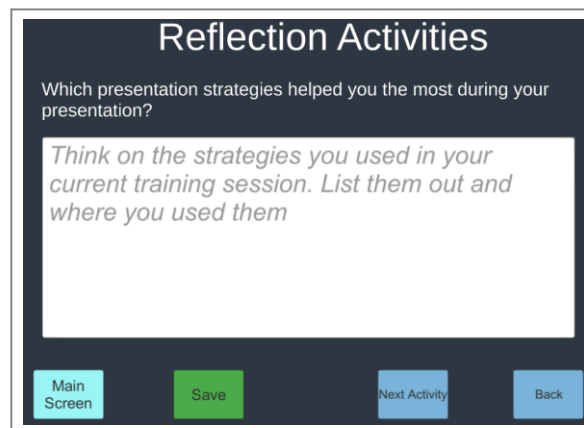 Reflection Activities
Which presentation strategies helped you the most during your
presentation?
Think on the strategies you used in your
current training session. List them out and
where you used them
Main
Screen
Save
Next Activity
Back